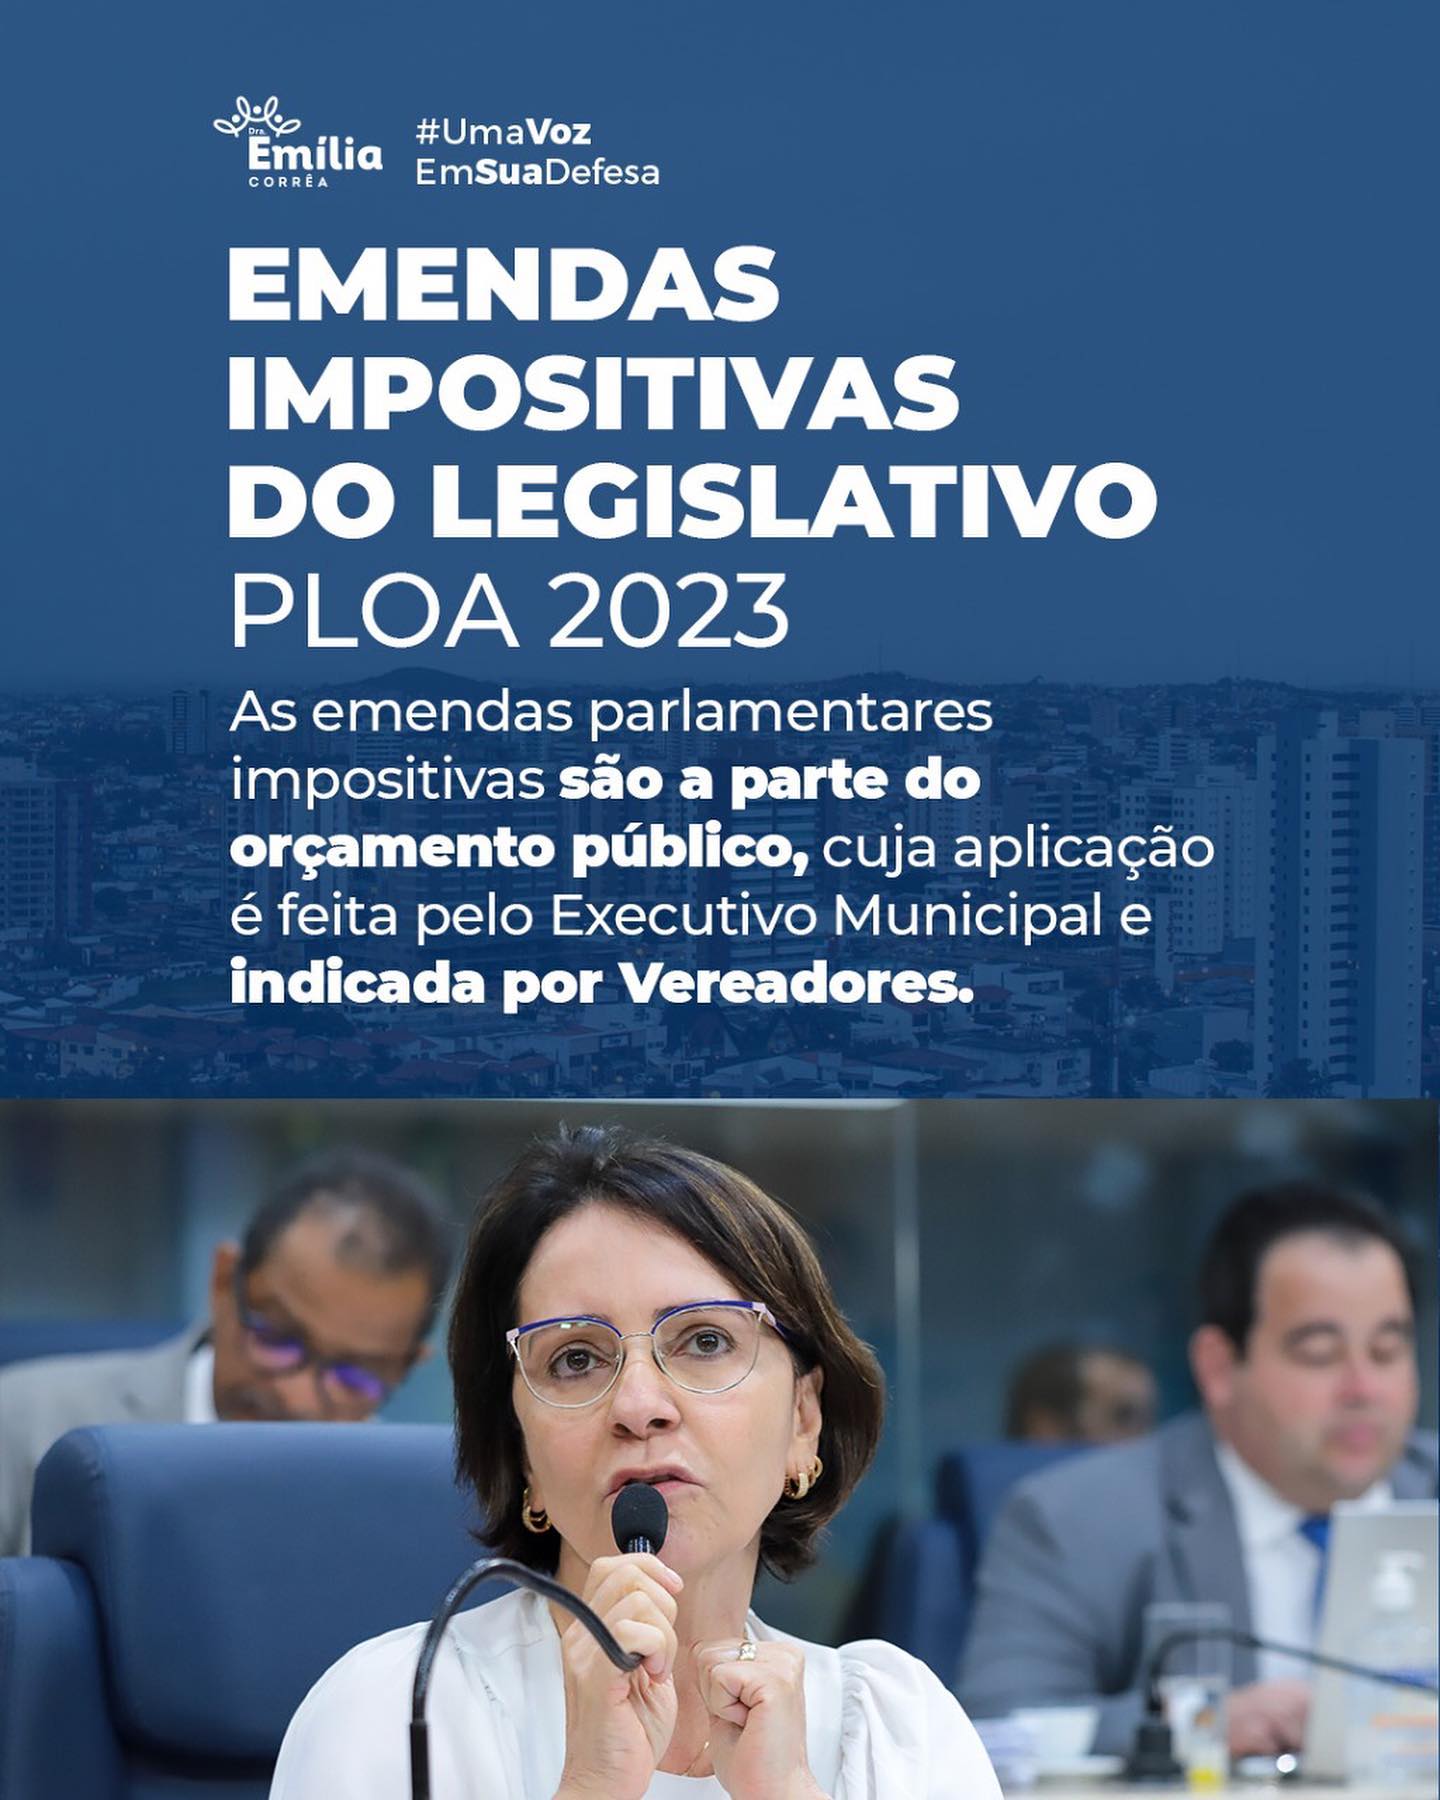 Dra.
Emília
CORRÊA
#UmaVoz
EmSuaDefesa
EMENDAS
IMPOSITIVAS
DO LEGISLATIVO
PLOA 2023
As emendas parlamentares
impositivas são a parte do
orçamento público, cuja aplicação
é feita pelo Executivo Municipal e
indicada por Vereadores.